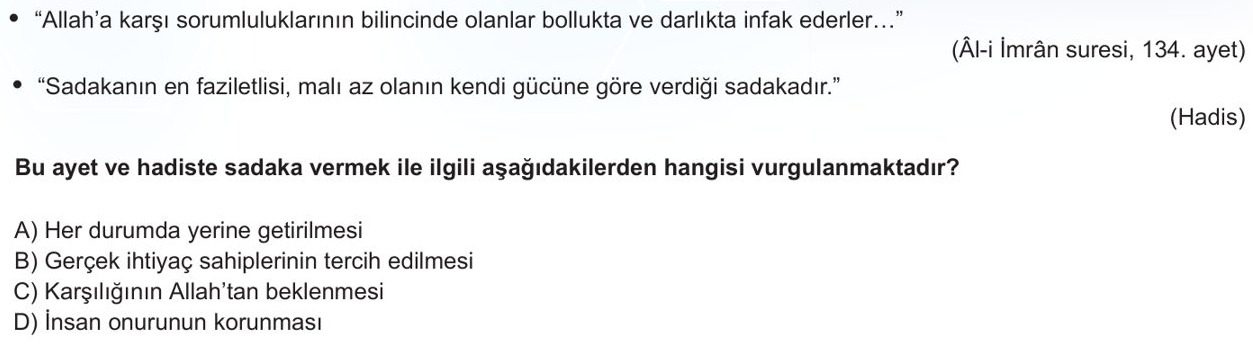 • “Allah’a karşı sorumluluklarının bilincinde olanlar bollukta ve darlıkta infak ederler…”
(Âl-i İmrân suresi, 134. ayet)
• “Sadakanın en faziletlisi, malı az olanın kendi gücüne göre verdiği sadakadır.”
(Hadis)
Bu ayet ve hadiste sadaka vermek ile ilgili aşağıdakilerden hangisi vurgulanmaktadır?
A) Her durumda yerine getirilmesi
B) Gerçek ihtiyaç sahiplerinin tercih edilmesi
C) Karşılığının Allah’tan beklenmesi
D) İnsan onurunun korunması